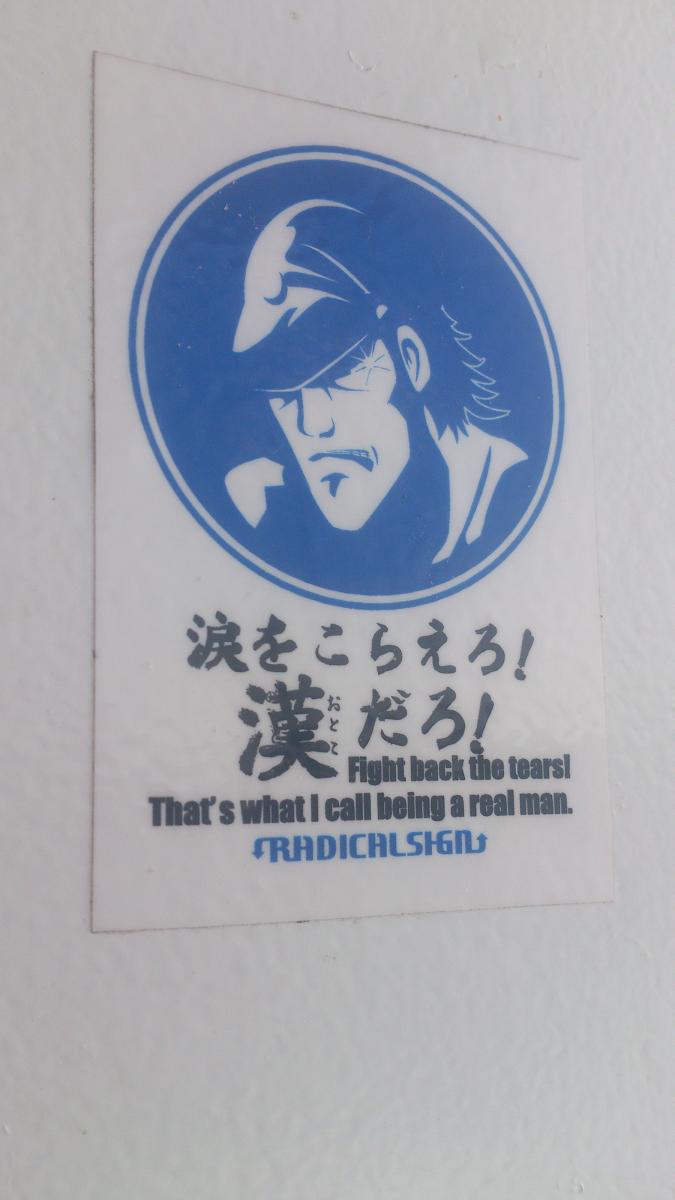 涙をこらえろ!
漢だろ!
おとこ
Fight back the tears!
That's what I call being a real man.
RADICALSIGN